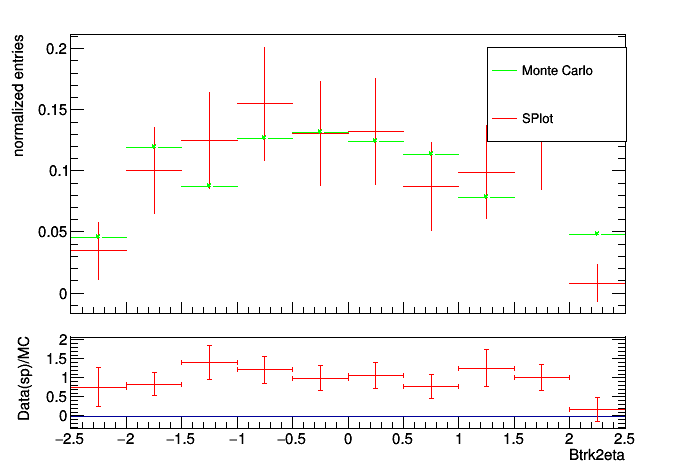 normalized entries
0.2
0.15
0.1
0.05
0
Monte Carlo
SPlot
Data(sp)/MC
2
1.5
1
0.5
0
−2.5 −2 −1.5 −1 −0.5 0 0.5 1 1.5 2 2.5
Btrk2eta